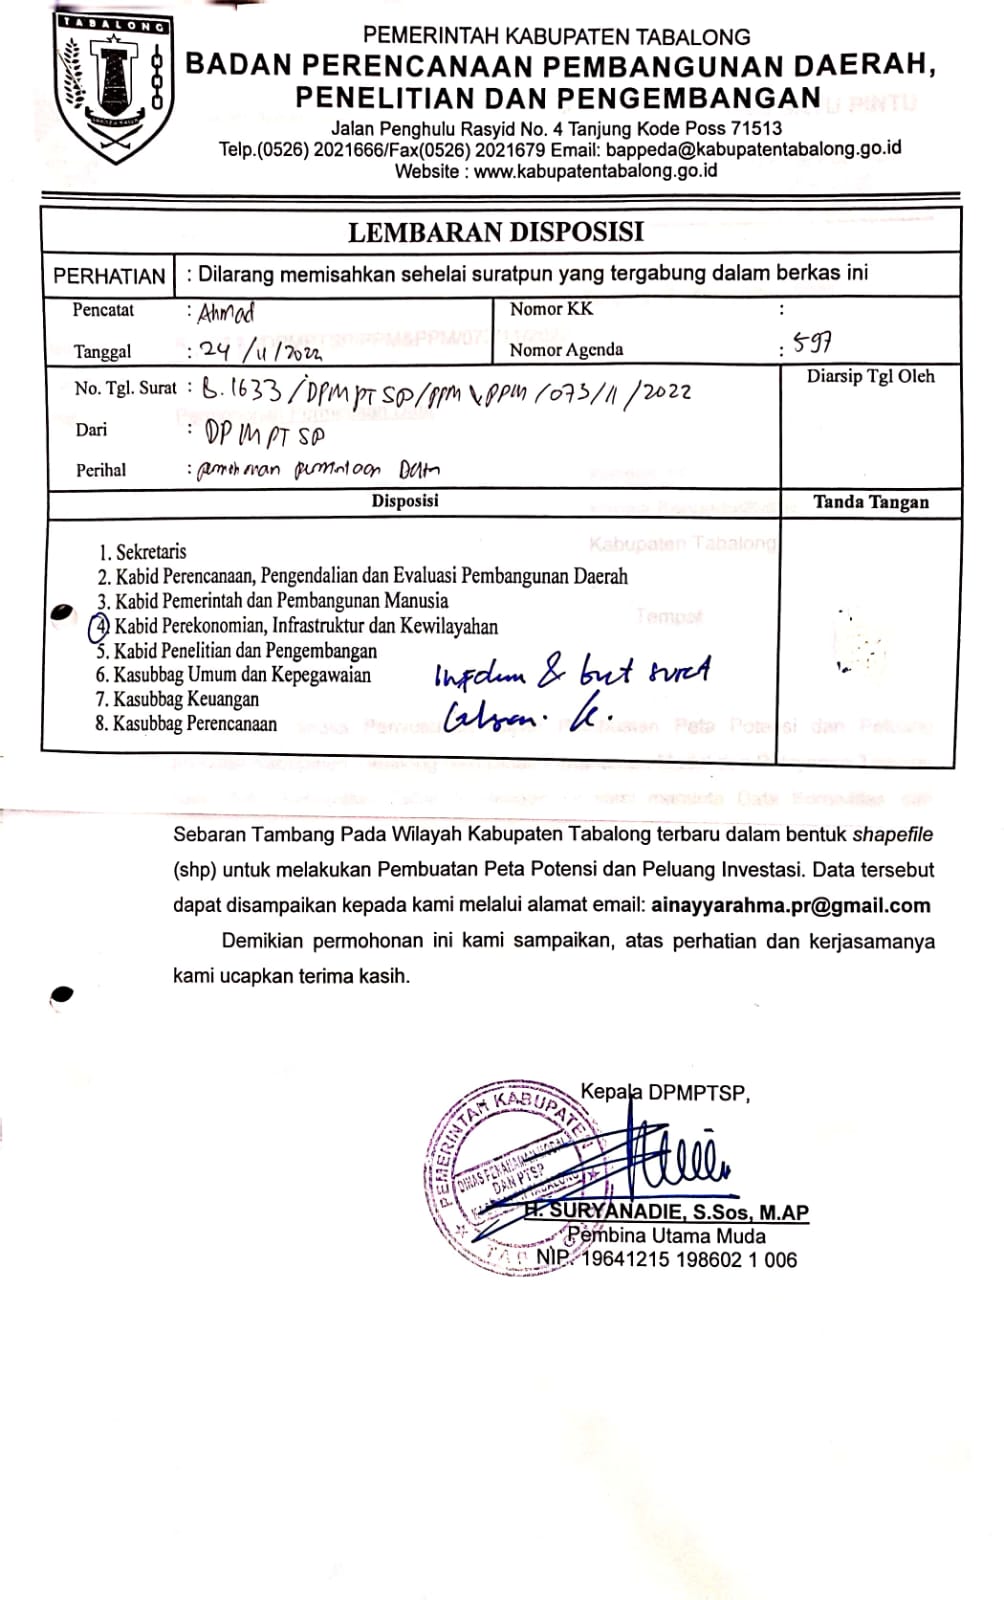 TABALONG
PEMERINTAH KABUPATEN TABALONG
BADAN PERENCANAAN PEMBANGUNAN DAERAH,
PENELITIAN DAN PENGEMBANGAN
Jalan Penghulu Rasyid No. 4 Tanjung Kode Poss 71513
Telp.(0526) 2021666/Fax(0526) 2021679 Email: bappeda@kabupatentabalong.go.id
Website : www.kabupatentabalong.go.id
LEMBARAN DISPOSISI
PERHATIAN : Dilarang memisahkan sehelai suratpun yang tergabung dalam berkas ini
Pencatat : Ahmad
Nomor KK :
Tanggal : 24/11/2022
Nomor Agenda : 597
No. Tgl. Surat : B.1633/DPMPTSP/PPM&PPM/073/11/2022
Diarsip Tgl Oleh
Dari : DPMPTSP
Perihal : permintaan Data
Disposisi
Tanda Tangan
1. Sekretaris
2. Kabid Perencanaan, Pengendalian dan Evaluasi Pembangunan Daerah
3. Kabid Pemerintah dan Pembangunan Manusia
4. Kabid Perekonomian, Infrastruktur dan Kewilayahan
5. Kabid Penelitian dan Pengembangan
6. Kasubbag Umum dan Kepegawaian
7. Kasubbag Keuangan
8. Kasubbag Perencanaan
& but surat
Kabupaten Tabalong
Tempat
Peta Potensi dan Peluang
Sebaran Tambang Pada Wilayah Kabupaten Tabalong terbaru dalam bentuk shapefile
(shp) untuk melakukan Pembuatan Peta Potensi dan Peluang Investasi. Data tersebut
dapat disampaikan kepada kami melalui alamat email: ainayyarahma.pr@gmail.com
Demikian permohonan ini kami sampaikan, atas perhatian dan kerjasamanya
kami ucapkan terima kasih.
Kepala DPMPTSP,
PEMERINTAH KABUPATEN
DAN PTSP
H. SURYANADIE, S.Sos, M.AP
Pembina Utama Muda
NIP. 19641215 198602 1 006